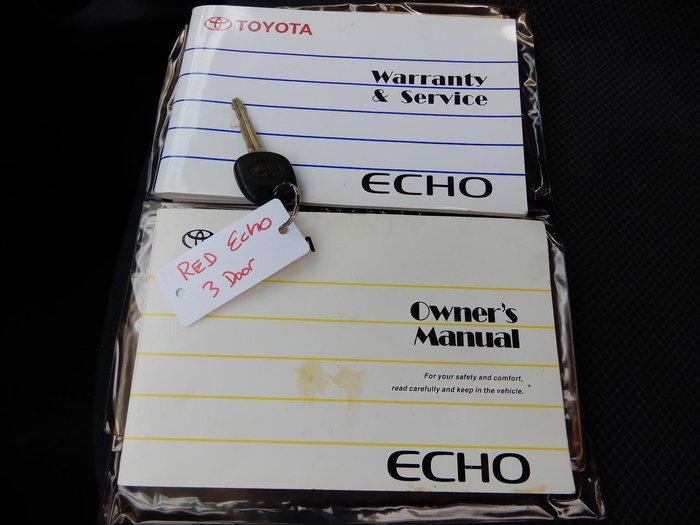 TOYOTA
Warranty
& Service
ECHO
RED Echo
3 Door
Owner's
Manual
For your safety and comfort,
read carefully and keep in the vehicle.
ECHO